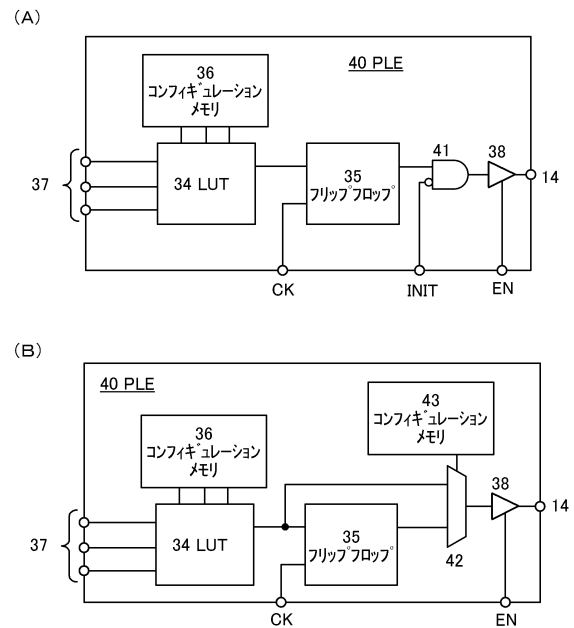 (A)
40 PLE
36
コンフィギュレーション
メモリ
41
38
37
34 LUT
35
フリップフロップ
14
CK
INIT
EN
(B)
40 PLE
43
コンフィギュレーション
メモリ
36
コンフィギュレーション
メモリ
38
37
34 LUT
35
フリップフロップ
42
14
CK
EN